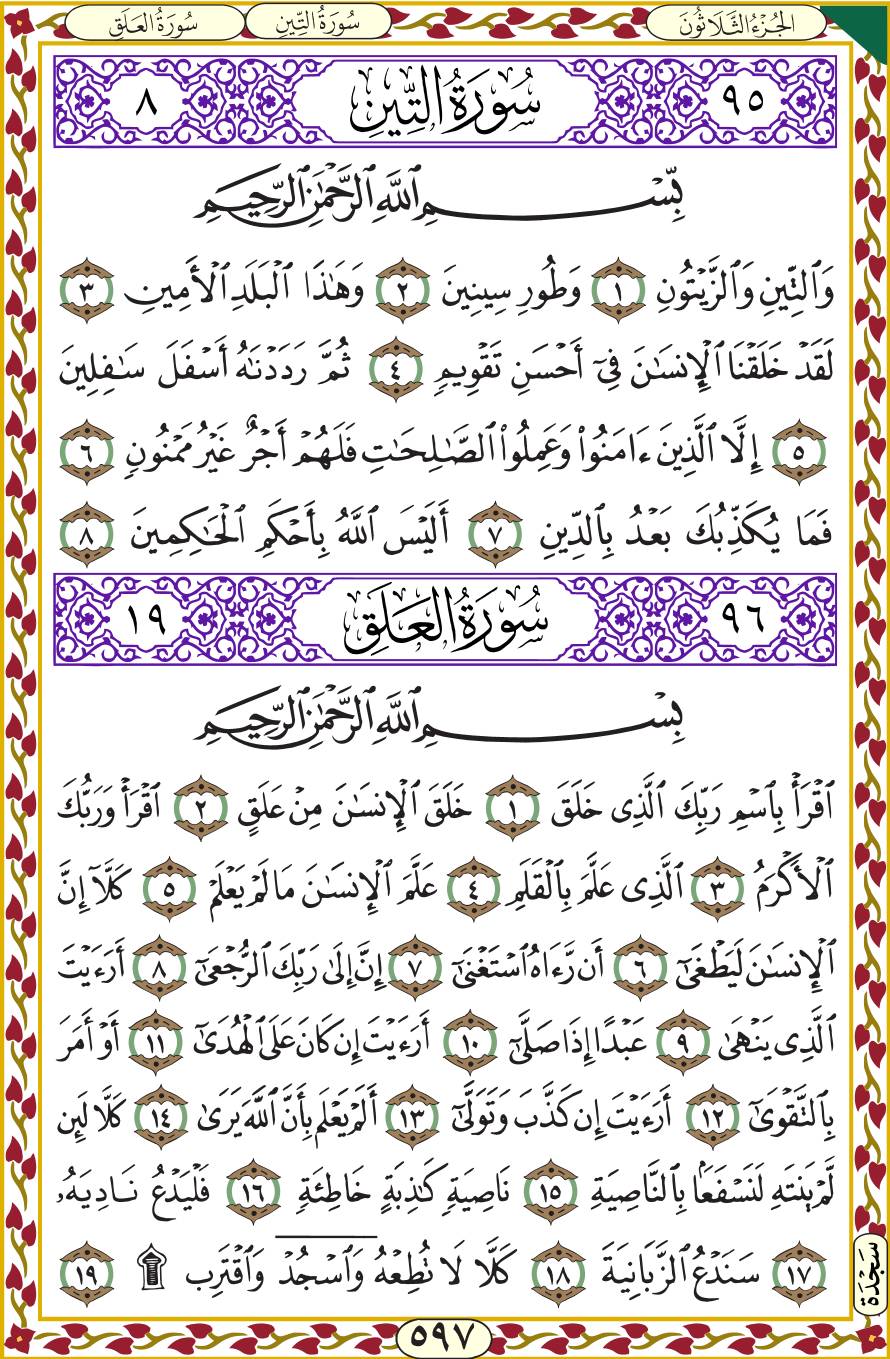 الجُزْءُ الثَّلَاثُونَ سُورَةُ التِّينِ سُورَةُ العَلَقِ
٩٥ سُورَةُ التِّينِ ٨
بِّسْمِ ٱللَّهِ ٱلرَّحْمَٰنِ ٱلرَّحِيمِ
وَٱلتِّينِ وَٱلزَّيْتُونِ ١ وَطُورِ سِينِينَ ٢ وَهَٰذَا ٱلْبَلَدِ ٱلْأَمِينِ ٣
لَقَدْ خَلَقْنَا ٱلْإِنسَٰنَ فِىٓ أَحْسَنِ تَقْوِيمٍ ٤ ثُمَّ رَدَدْنَٰهُ أَسْفَلَ سَٰفِلِينَ
٥ إِلَّا ٱلَّذِينَ ءَامَنُوا۟ وَعَمِلُوا۟ ٱلصَّٰلِحَٰتِ فَلَهُمْ أَجْرٌ غَيْرُ مَمْنُونٍ ٦
فَمَا يُكَذِّبُكَ بَعْدُ بِٱلدِّينِ ٧ أَلَيْسَ ٱللَّهُ بِأَحْكَمِ ٱلْحَٰكِمِينَ ٨
٩٦ سُورَةُ العَلَقِ ١٩
بِسْمِ ٱللَّهِ ٱلرَّحْمَٰنِ ٱلرَّحِيمِ
ٱقْرَأْ بِٱسْمِ رَبِّكَ ٱلَّذِى خَلَقَ ١ خَلَقَ ٱلْإِنسَٰنَ مِنْ عَلَقٍ ٢ ٱقْرَأْ وَرَبُّكَ
ٱلْأَكْرَمُ ٣ ٱلَّذِى عَلَّمَ بِٱلْقَلَمِ ٤ عَلَّمَ ٱلْإِنسَٰنَ مَا لَمْ يَعْلَمْ ٥ كَلَّآ إِنَّ
ٱلْإِنسَٰنَ لَيَطْغَىٰٓ ٦ أَن رَّءَاهُ ٱسْتَغْنَىٰٓ ٧ إِنَّ إِلَىٰ رَبِّكَ ٱلرُّجْعَىٰٓ ٨ أَرَءَيْتَ
ٱلَّذِى يَنْهَىٰ ٩ عَبْدًا إِذَا صَلَّىٰٓ ١٠ أَرَءَيْتَ إِن كَانَ عَلَى ٱلْهُدَىٰٓ ١١ أَوْ أَمَرَ
بِٱلتَّقْوَىٰٓ ١٢ أَرَءَيْتَ إِن كَذَّبَ وَتَوَلَّىٰٓ ١٣ أَلَمْ يَعْلَم بِأَنَّ ٱللَّهَ يَرَىٰ ١٤ كَلَّا لَئِن
لَّمْ يَنتَهِ لَنَسْفَعًۢا بِٱلنَّاصِيَةِ ١٥ نَاصِيَةٍ كَٰذِبَةٍ خَاطِئَةٍ ١٦ فَلْيَدْعُ نَادِيَهُۥ
١٧ سَنَدْعُ ٱلزَّبَانِيَةَ ١٨ كَلَّا لَا تُطِعْهُ وَٱسْجُدْ وَٱقْتَرِب ۩ ١٩
سَجْدَة
٥٩٧